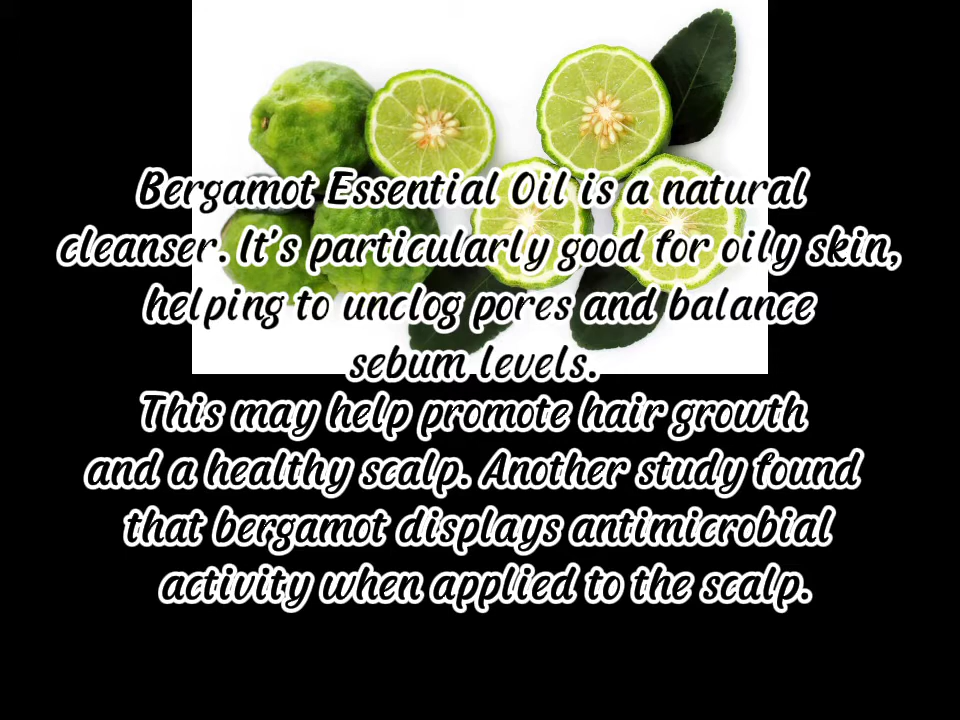 Bergamot Essential Oil is a natural
cleanser. It's particularly good for oily skin,
helping to unclog pores and balance
sebum levels.
This may help promote hair growth
and a healthy scalp. Another study found
that bergamot displays antimicrobial
activity when applied to the scalp.